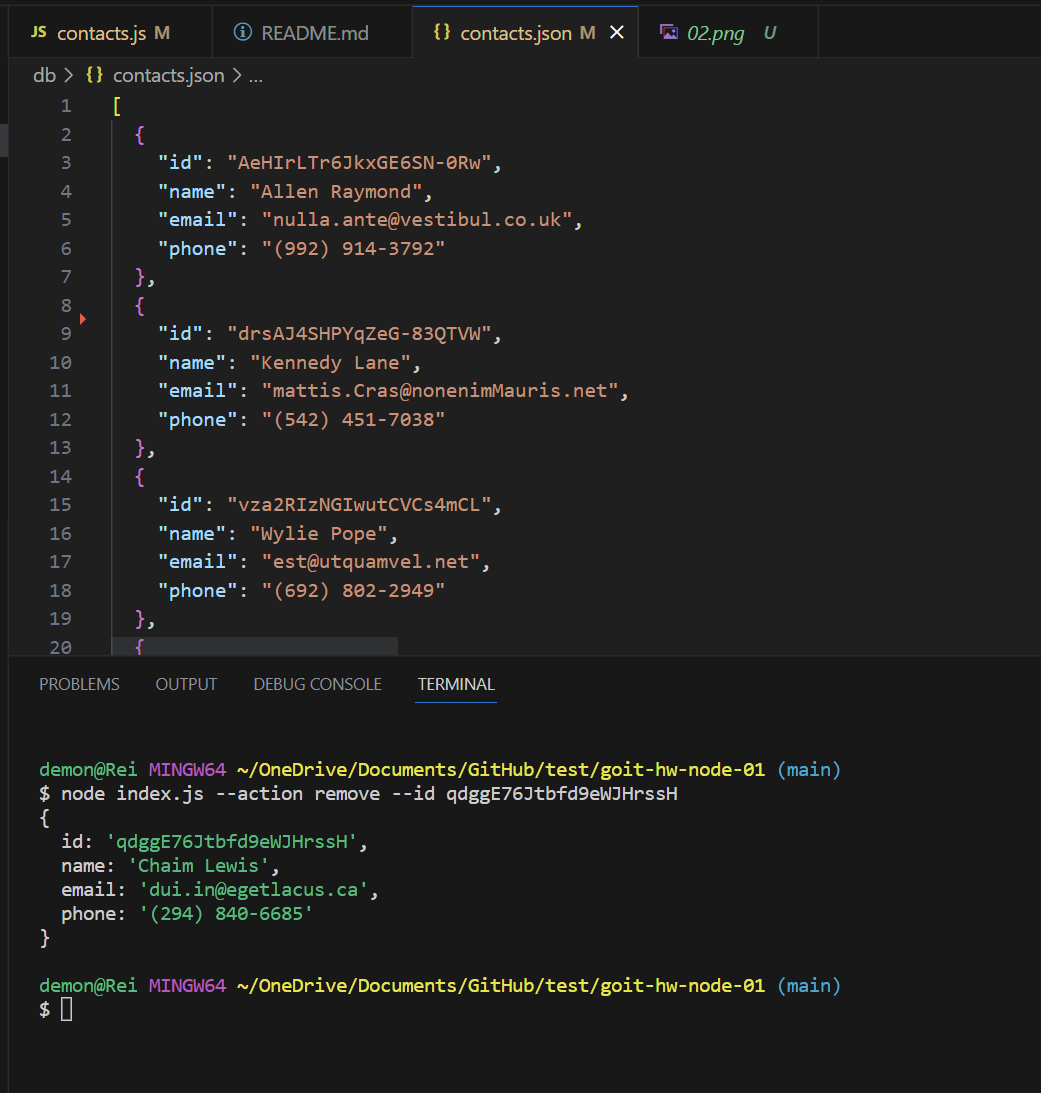 JS contacts.js M README.md {} contacts.json M 02.png U
db > {} contacts.json > ...
1 [
2 {
3 "id": "AeHIrLTr6JkxGE6SN-0Rw",
4 "name": "Allen Raymond",
5 "email": "nulla.ante@vestibul.co.uk",
6 "phone": "(992) 914-3792"
7 },
8 {
9 "id": "drsAJ4SHPYqZeG-83QTVW",
10 "name": "Kennedy Lane",
11 "email": "mattis.Cras@nonenimMauris.net",
12 "phone": "(542) 451-7038"
13 },
14 {
15 "id": "vza2RIzNGIwutCVCs4mCL",
16 "name": "Wylie Pope",
17 "email": "est@utquamvel.net",
18 "phone": "(692) 802-2949"
19 },
20 {
PROBLEMS OUTPUT DEBUG CONSOLE TERMINAL
demon@Rei MINGW64 ~/OneDrive/Documents/GitHub/test/goit-hw-node-01 (main)
$ node index.js --action remove --id qdggE76Jtbfd9eWJHrssH
{
id: 'qdggE76Jtbfd9eWJHrssH',
name: 'Chaim Lewis',
email: 'dui.in@egetlacus.ca',
phone: '(294) 840-6685'
}
demon@Rei MINGW64 ~/OneDrive/Documents/GitHub/test/goit-hw-node-01 (main)
$